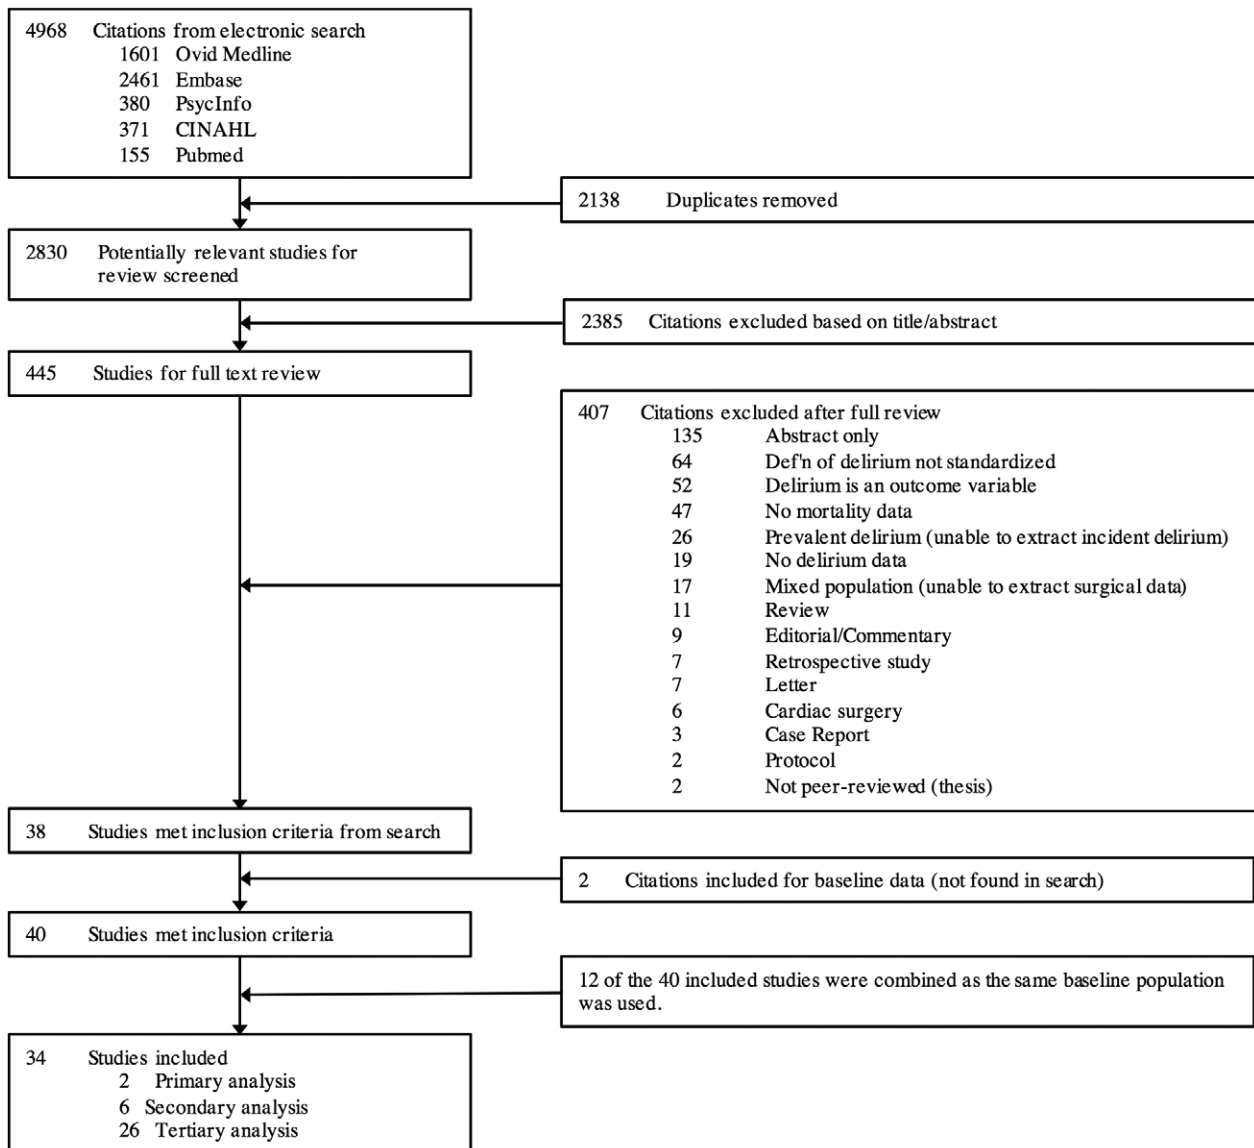 4968 Citations from electronic search
1601 Ovid Medline
2461 Embase
380 PsycInfo
371 CINAHL
155 Pubmed
2138 Duplicates removed
2830 Potentially relevant studies for
review screened
2385 Citations excluded based on title/abstract
445 Studies for full text review
407 Citations excluded after full review
135 Abstract only
64 Def'n of delirium not standardized
52 Delirium is an outcome variable
47 No mortality data
26 Prevalent delirium (unable to extract incident delirium)
19 No delirium data
17 Mixed population (unable to extract surgical data)
11 Review
9 Editorial/Commentary
7 Retrospective study
7 Letter
6 Cardiac surgery
3 Case Report
2 Protocol
2 Not peer-reviewed (thesis)
38 Studies met inclusion criteria from search
2 Citations included for baseline data (not found in search)
40 Studies met inclusion criteria
12 of the 40 included studies were combined as the same baseline population
was used.
34 Studies included
2 Primary analysis
6 Secondary analysis
26 Tertiary analysis